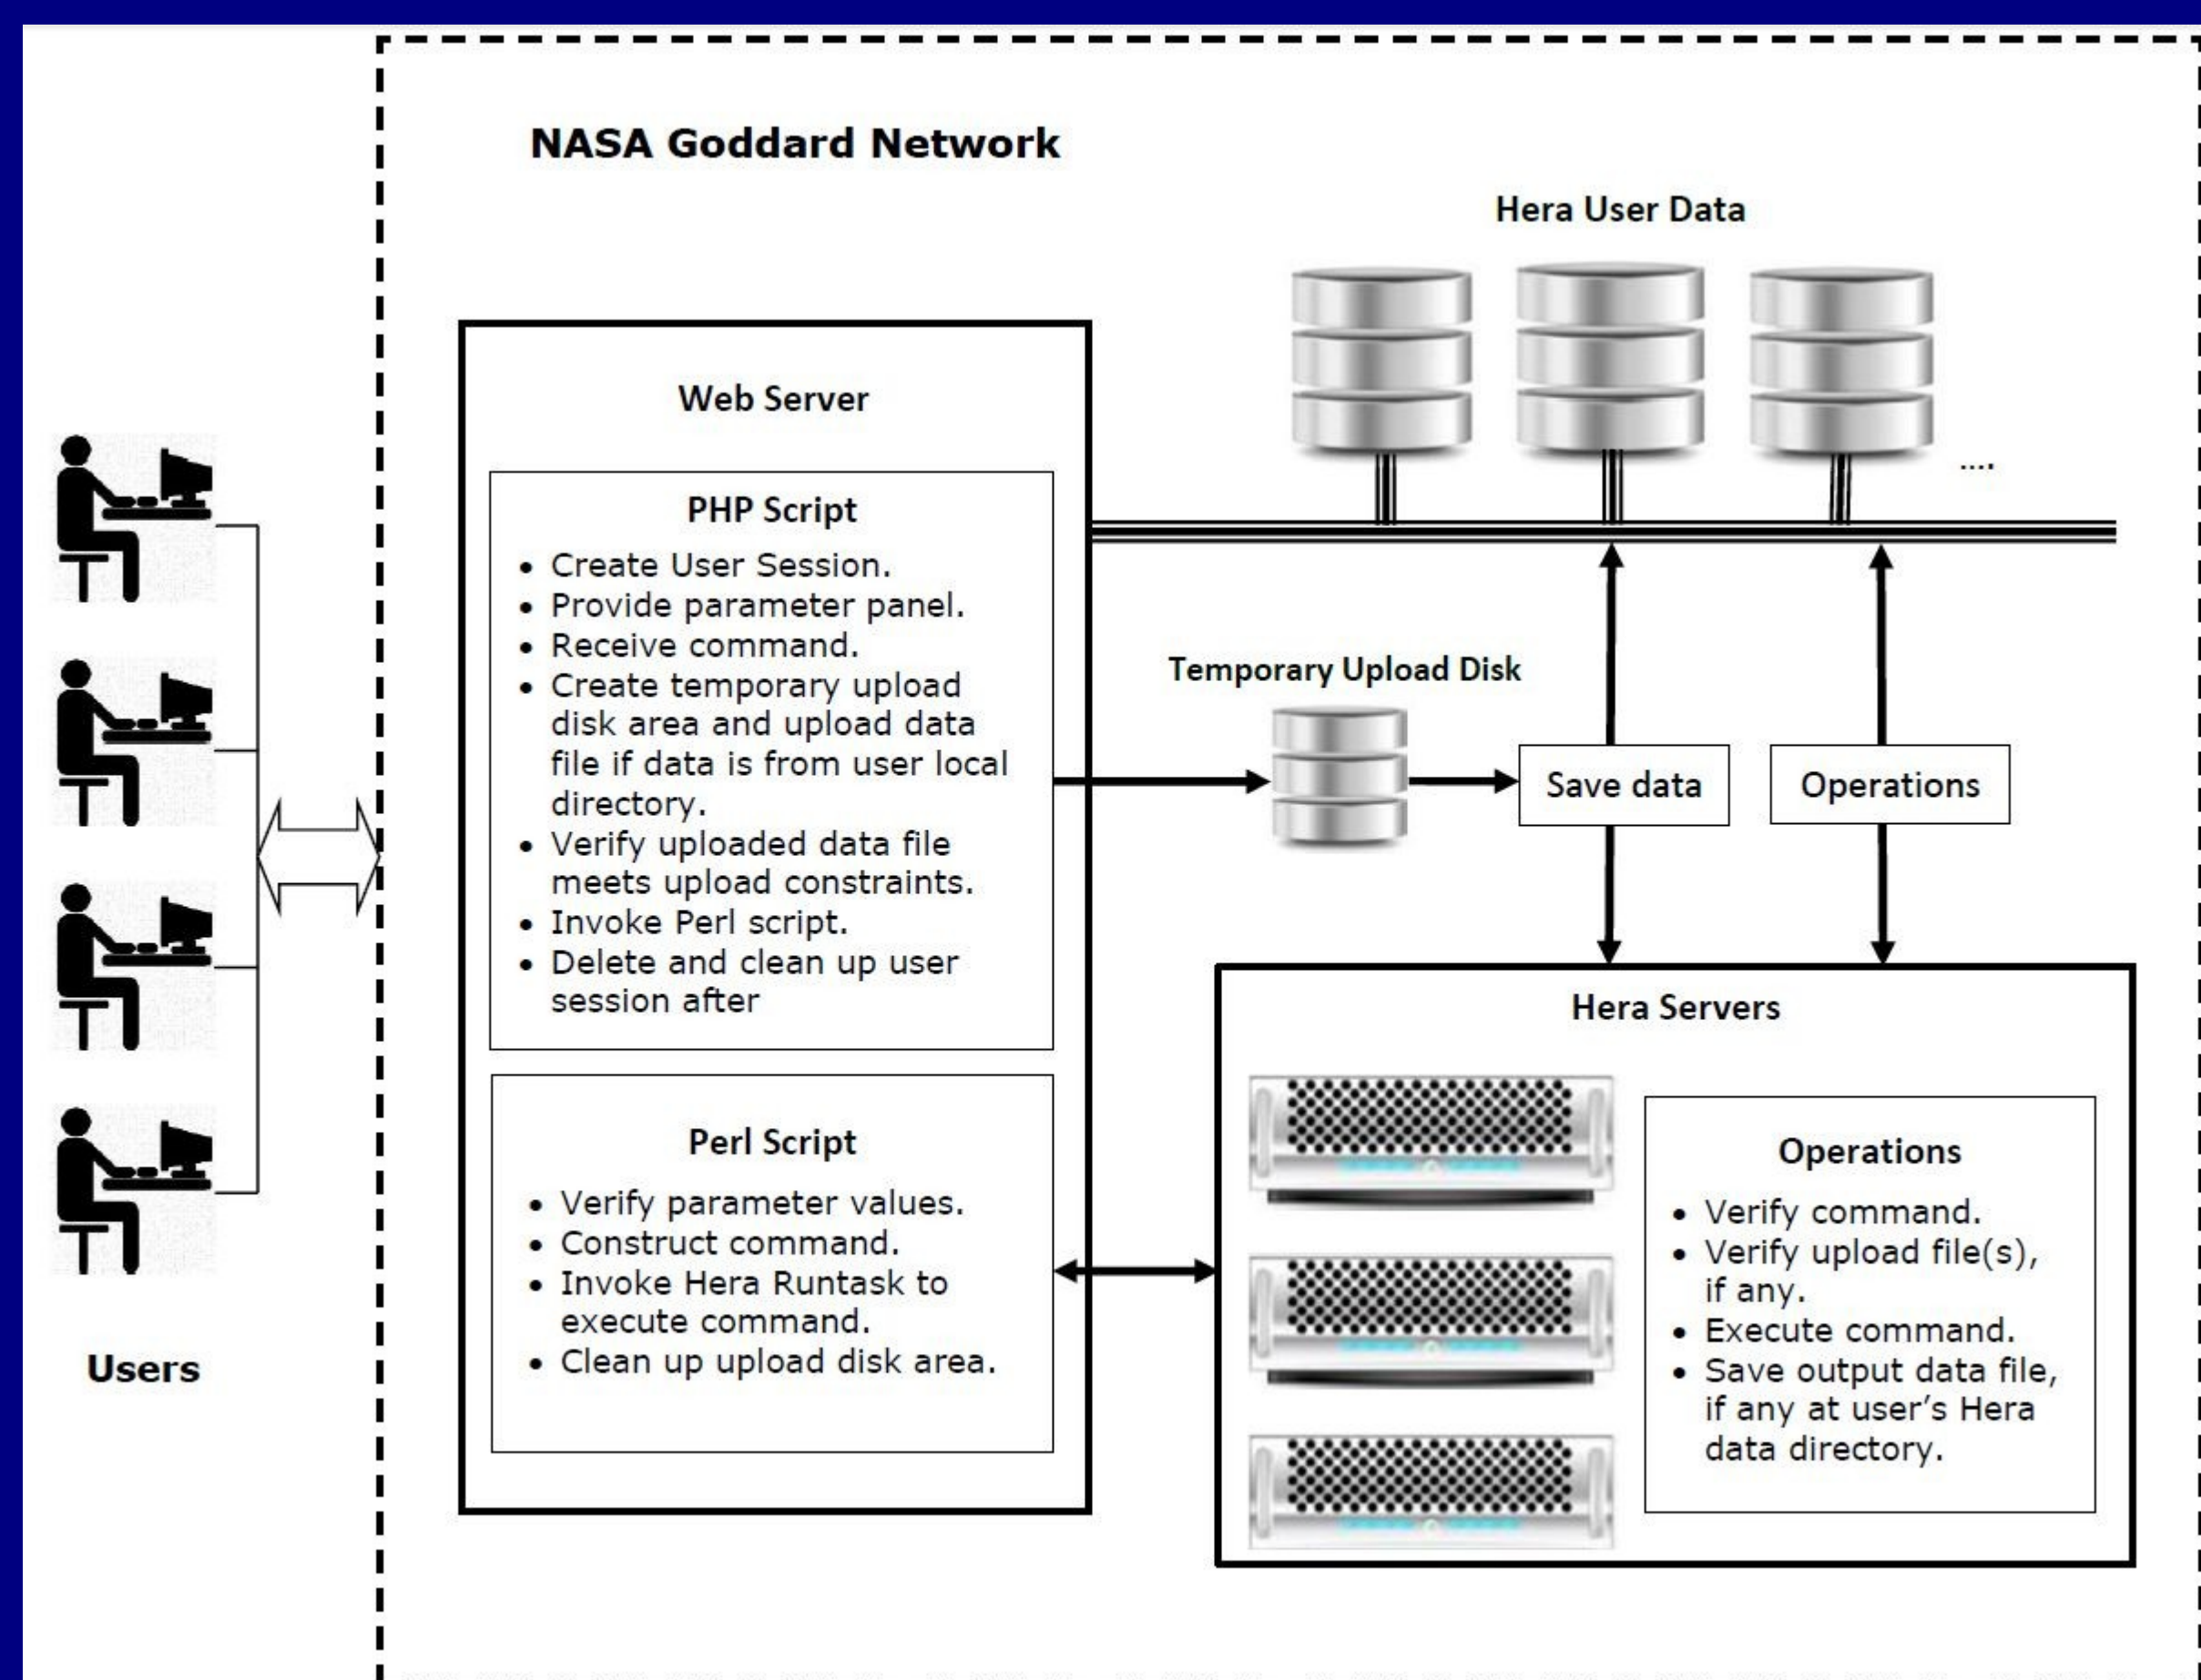 NASA Goddard Network
Hera User Data
....
Web Server
PHP Script
• Create User Session.
• Provide parameter panel.
• Receive command.
• Create temporary upload
disk area and upload data
file if data is from user local
directory.
• Verify uploaded data file
meets upload constraints.
• Invoke Perl script.
• Delete and clean up user
session after
Temporary Upload Disk
Save data
Operations
Perl Script
• Verify parameter values.
• Construct command.
• Invoke Hera Runtask to
execute command.
• Clean up upload disk area.
Hera Servers
Operations
• Verify command.
• Verify upload file(s),
if any.
• Execute command.
• Save output data file,
if any at user’s Hera
data directory.
Users